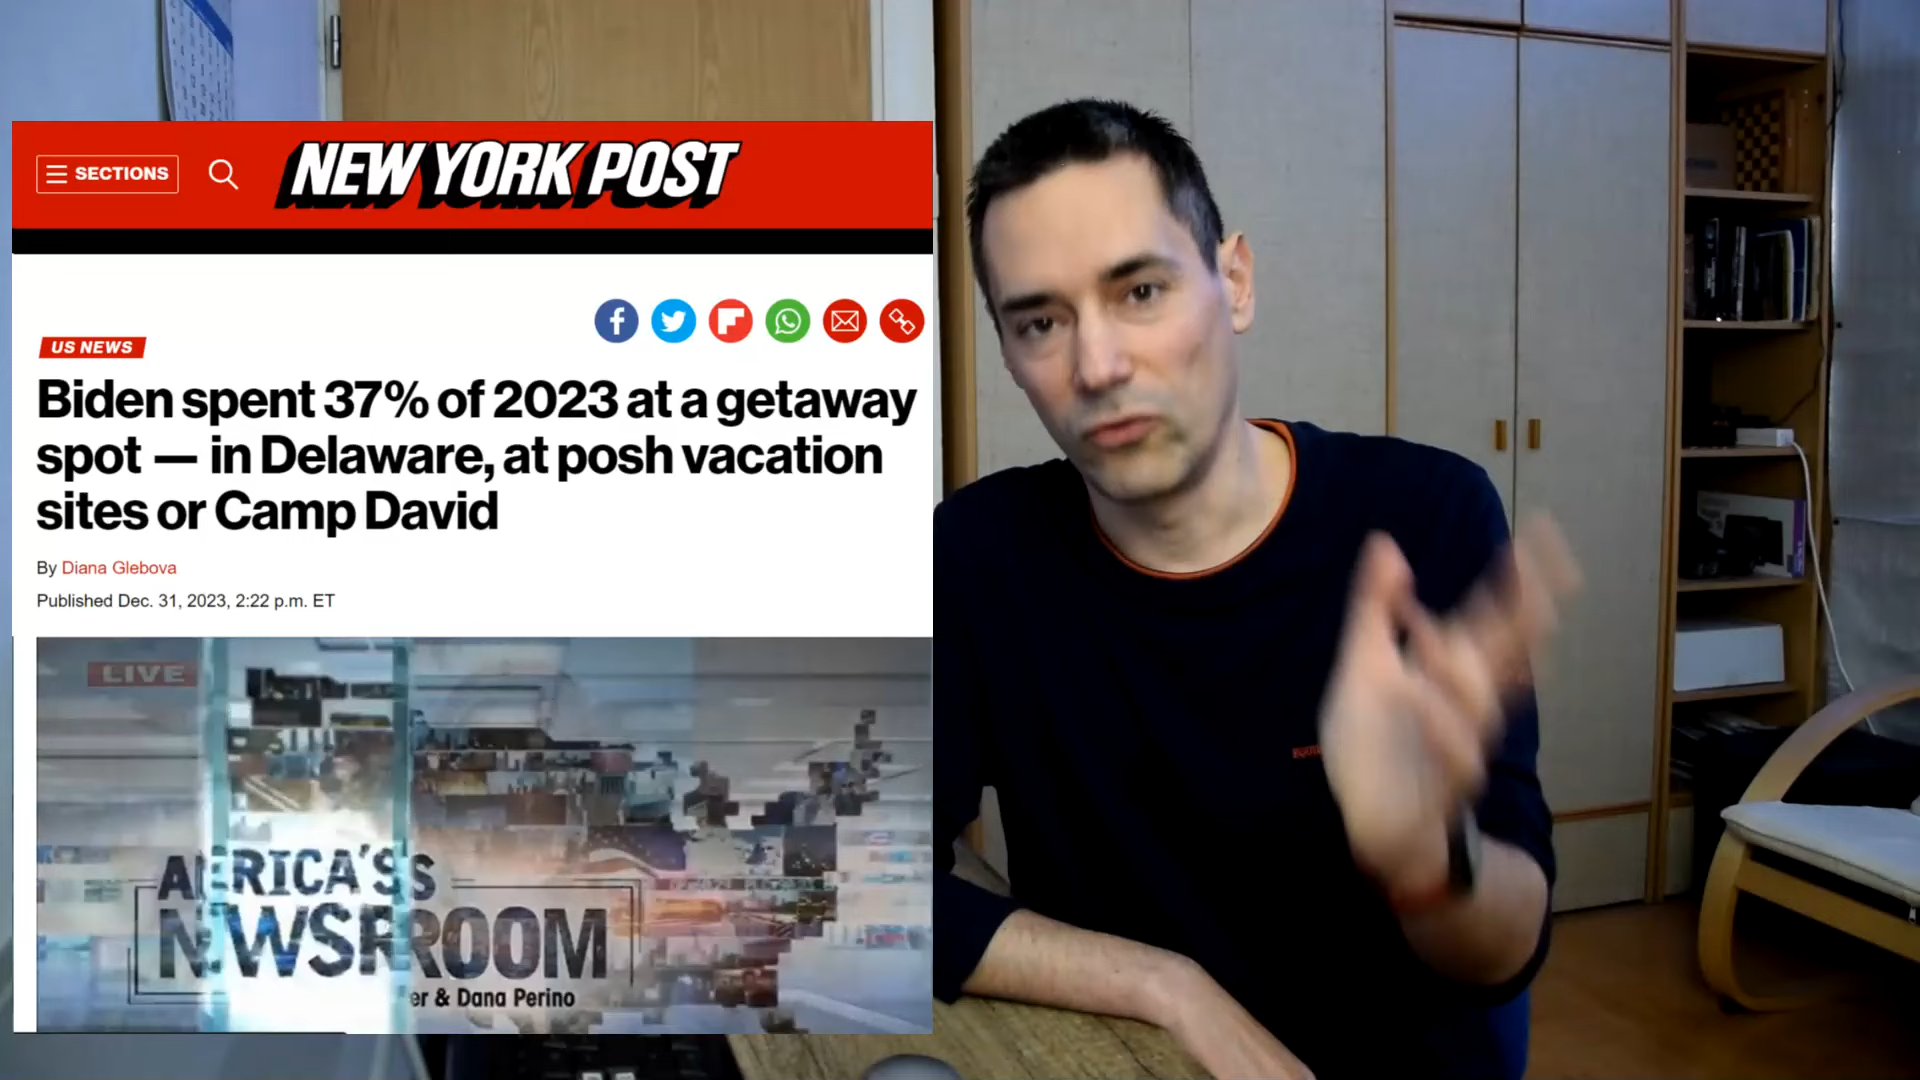 SECTIONS
NEW YORK POST
US NEWS
Biden spent 37% of 2023 at a getaway
spot — in Delaware, at posh vacation
sites or Camp David
By Diana Glebova
Published Dec. 31, 2023, 2:22 p.m. ET
LIVE
NEWSROOM
& Dana Perino